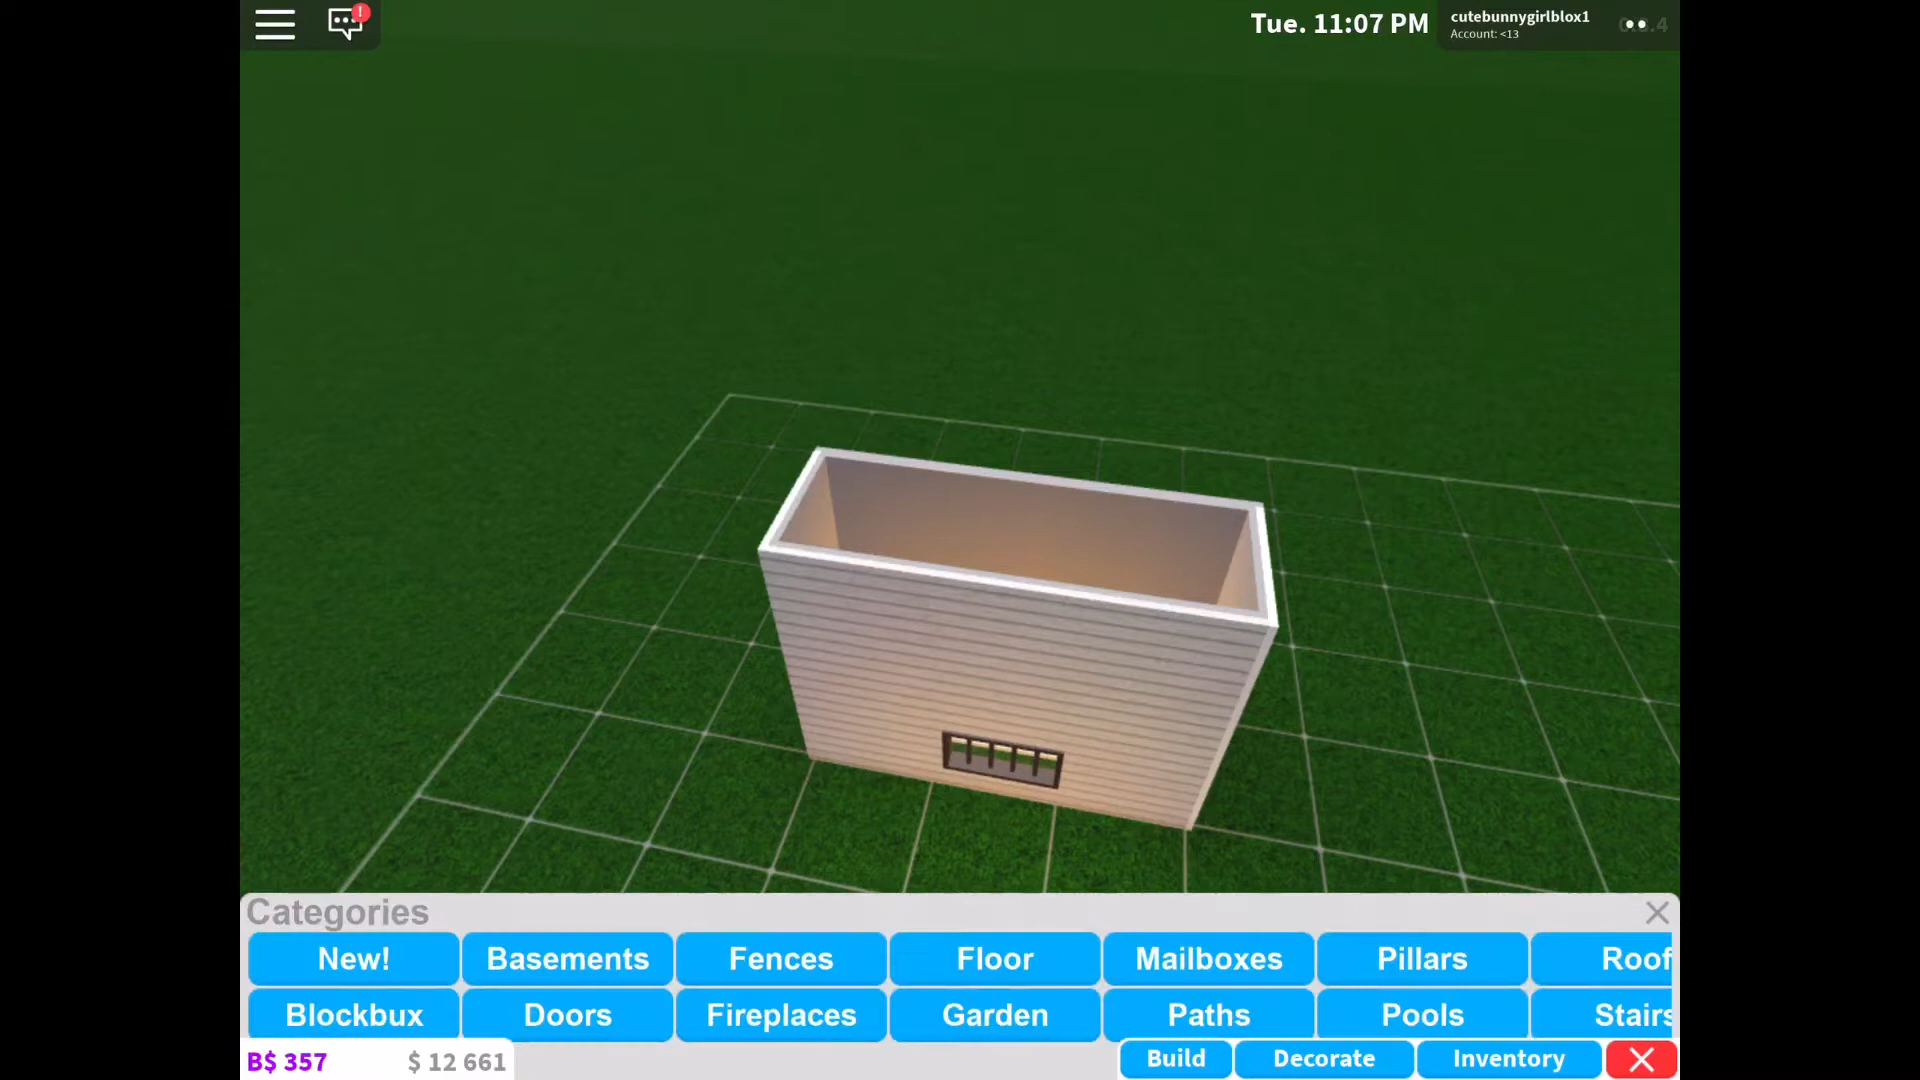 !
Tue. 11:07 PM
cutebunnygirlblox1
Account: <13
Categories
New! Basements Fences Floor Mailboxes Pillars Roof
Blockbux Doors Fireplaces Garden Paths Pools Stairs
B$ 357 $ 12 661 Build Decorate Inventory